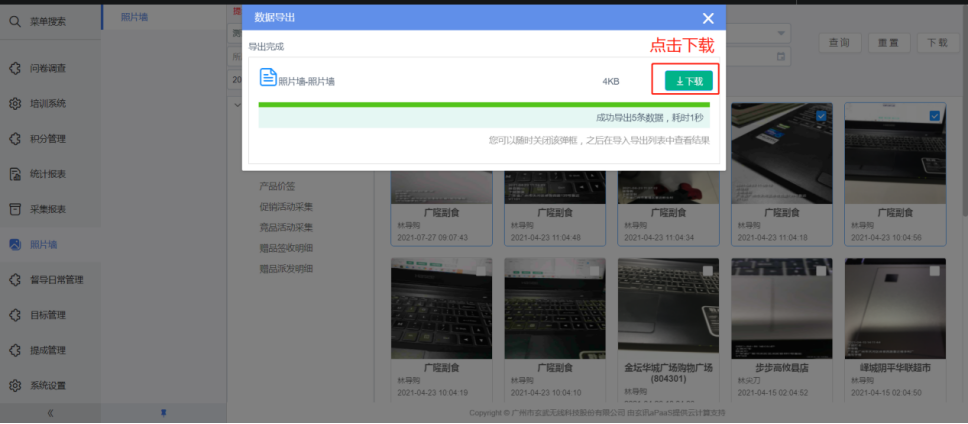 菜单搜索
问卷调查
培训系统
积分管理
统计报表
采集报表
照片墙
督导日常管理
目标管理
提成管理
系统设置
《
照片墙
数据导出
导出完成
点击下载
照片墙-照片墙
4KB
下载
成功导出5条数据，耗时1秒
您可以随时关闭该弹框，之后在导入导出列表中查看结果
查询
重置
下载
产品价签
促销活动采集
竞品活动采集
赠品签收明细
赠品派发明细
广隆副食
林导购
2021-07-27 09:07:43
广隆副食
林导购
2021-04-23 11:04:48
广隆副食
林导购
2021-04-23 11:04:34
广隆副食
林导购
2021-04-23 11:04:18
广隆副食
林导购
2021-04-23 10:04:56
广隆副食
林导购
2021-04-23 10:04:19
广隆副食
林导购
2021-04-23 10:04:10
金坛华城广场购物广场
(804301)
林导购
步步高攸县店
林尖刀
2021-04-15 02:04:52
峄城阴平华联超市
林导购
2021-04-15 02:04:50
Copyright © 广州市玄武无线科技股份有限公司 由玄讯aPaaS提供云计算支持